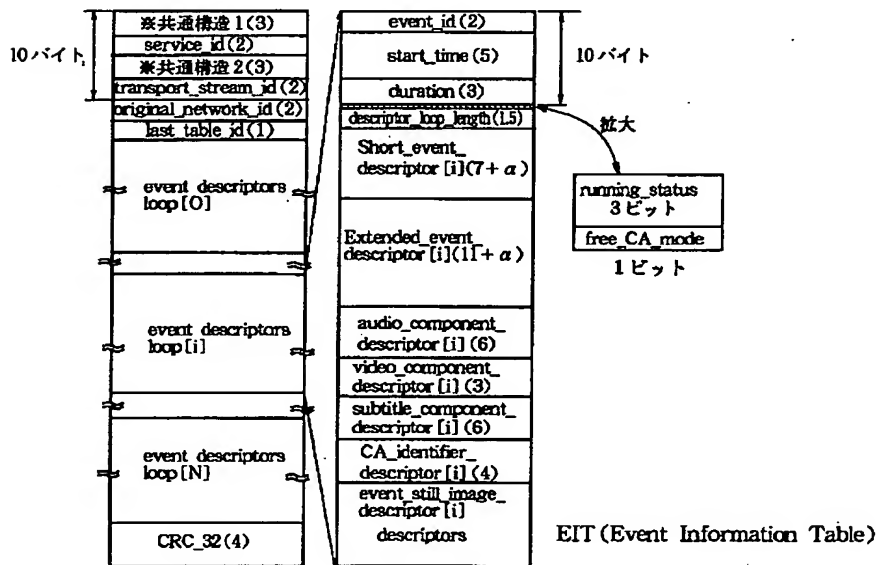 10バイト
※共通構造1(3)
service_id(2)
※共通構造2(3)
transport_stream_id(2)
original_network_id(2)
last_table_id(1)
event descriptors
loop[0]
event descriptors
loop[i]
event descriptors
loop[N]
CRC_32(4)
event_id(2)
start_time(5)
duration(3)
descriptor_loop_length(1.5)
Short_event_
descriptor[i](7+α)
Extended_event_
descriptor[i](11+α)
audio_component_
descriptor[i](6)
video_component_
descriptor[i](3)
subtitle_component_
descriptor[i](6)
CA_identifier_
descriptor[i](4)
event_still_image_
descriptor[i]
descriptors
10バイト
拡大
running_status
3ビット
free_CA_mode
1ビット
EIT(Event Information Table)